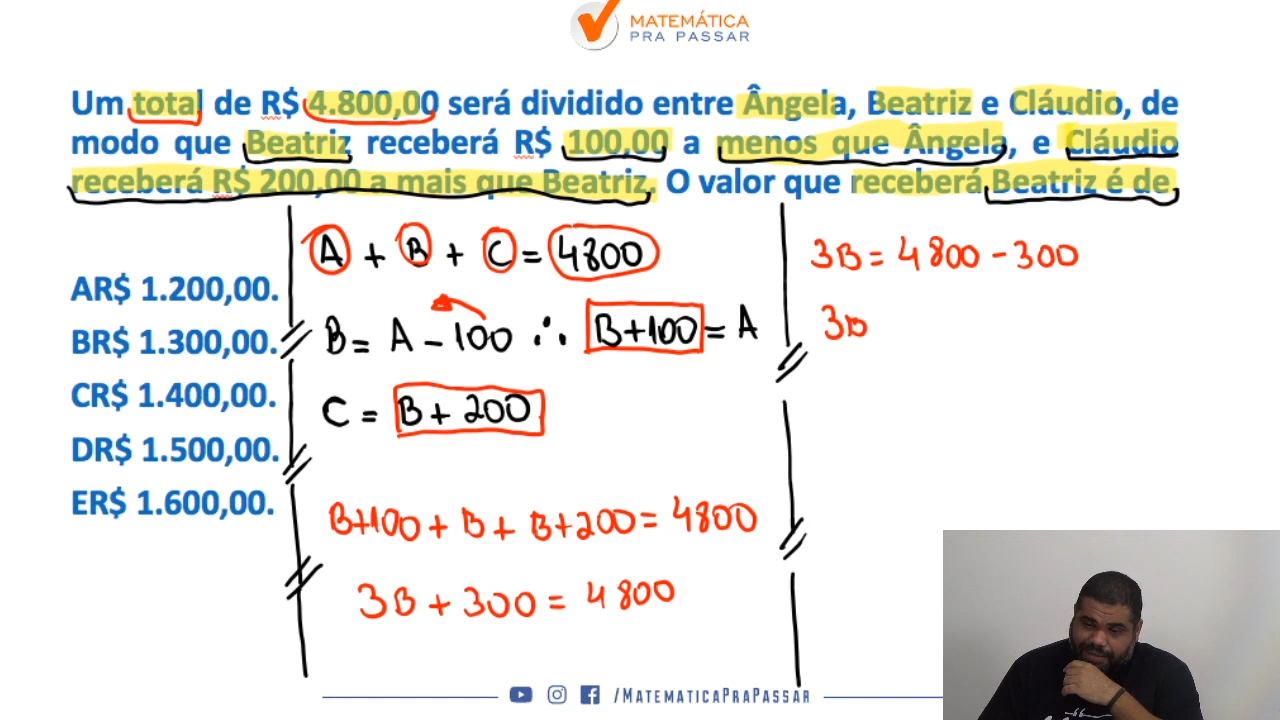 MATEMÁTICA
PRA PASSAR
Um total de R$ 4.800,00 será dividido entre Ângela, Beatriz e Cláudio, de
modo que Beatriz receberá R$ 100,00 a menos que Ângela, e Cláudio
receberá R$ 200,00 a mais que Beatriz. O valor que receberá Beatriz é de
AR$ 1.200,00.
BR$ 1.300,00.
CR$ 1.400,00.
DR$ 1.500,00.
ER$ 1.600,00.
A + B + C = 4800
B = A - 100 ∴ B+100 = A
C = B + 200
B+100 + B + B+200 = 4800
3B + 300 = 4800
3B = 4800 - 300
3B
/MATEMATICAPRAPASSAR